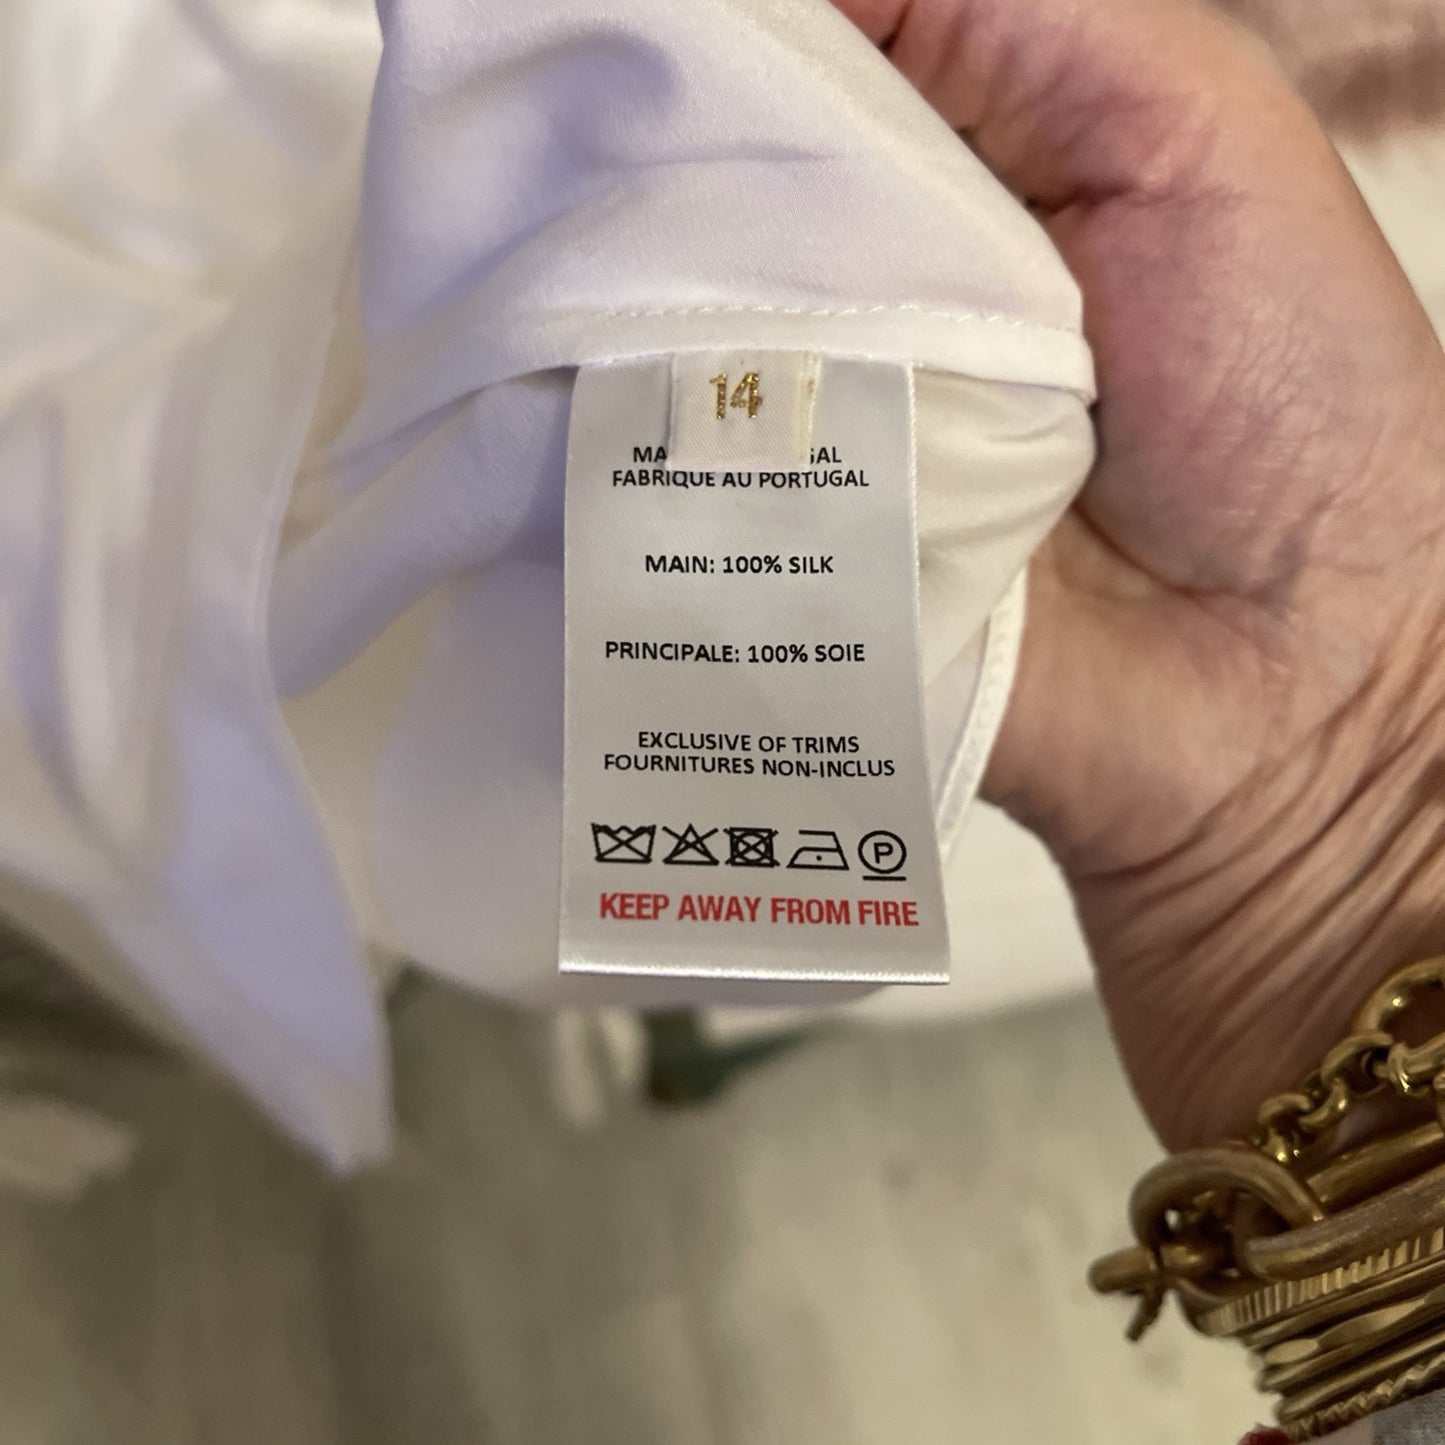 14
FABRIQUE AU PORTUGAL
MAIN: 100% SILK
PRINCIPALE: 100% SOIE
EXCLUSIVE OF TRIMS
FOURNITURES NON-INCLUS
P
KEEP AWAY FROM FIRE